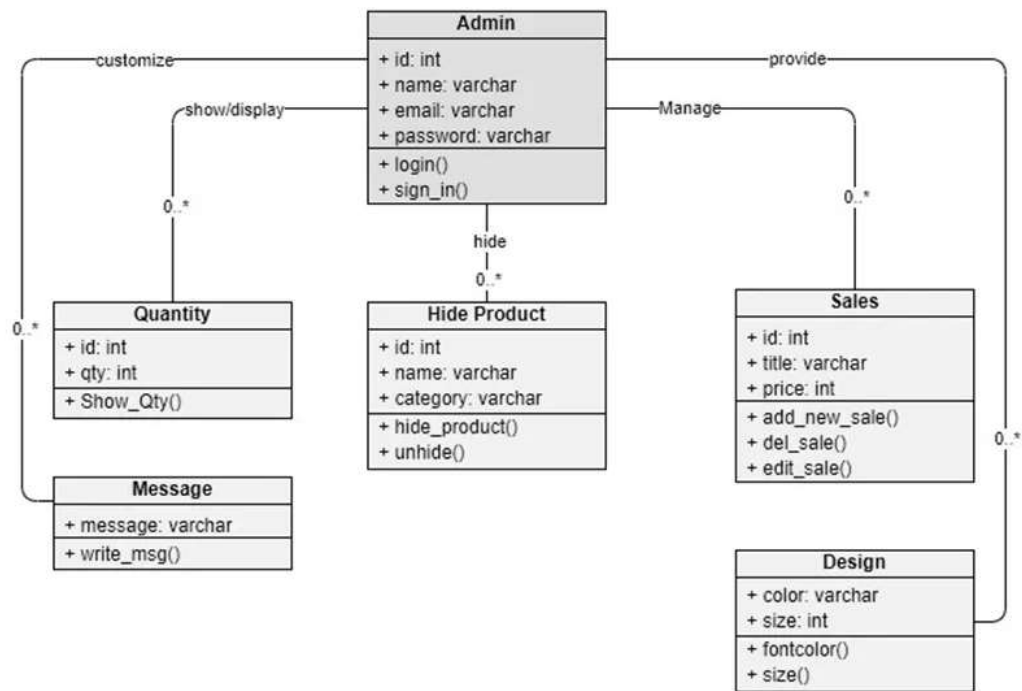 Admin
+ id: int
+ name: varchar
+ email: varchar
+ password: varchar
+ login()
+ sign_in()
customize
show/display
provide
Manage
hide
0..*
0..*
0..*
0..*
0..*
Quantity
+ id: int
+ qty: int
+ Show_Qty()
Hide Product
+ id: int
+ name: varchar
+ category: varchar
+ hide_product()
+ unhide()
Sales
+ id: int
+ title: varchar
+ price: int
+ add_new_sale()
+ del_sale()
+ edit_sale()
Message
+ message: varchar
+ write_msg()
Design
+ color: varchar
+ size: int
+ fontcolor()
+ size()